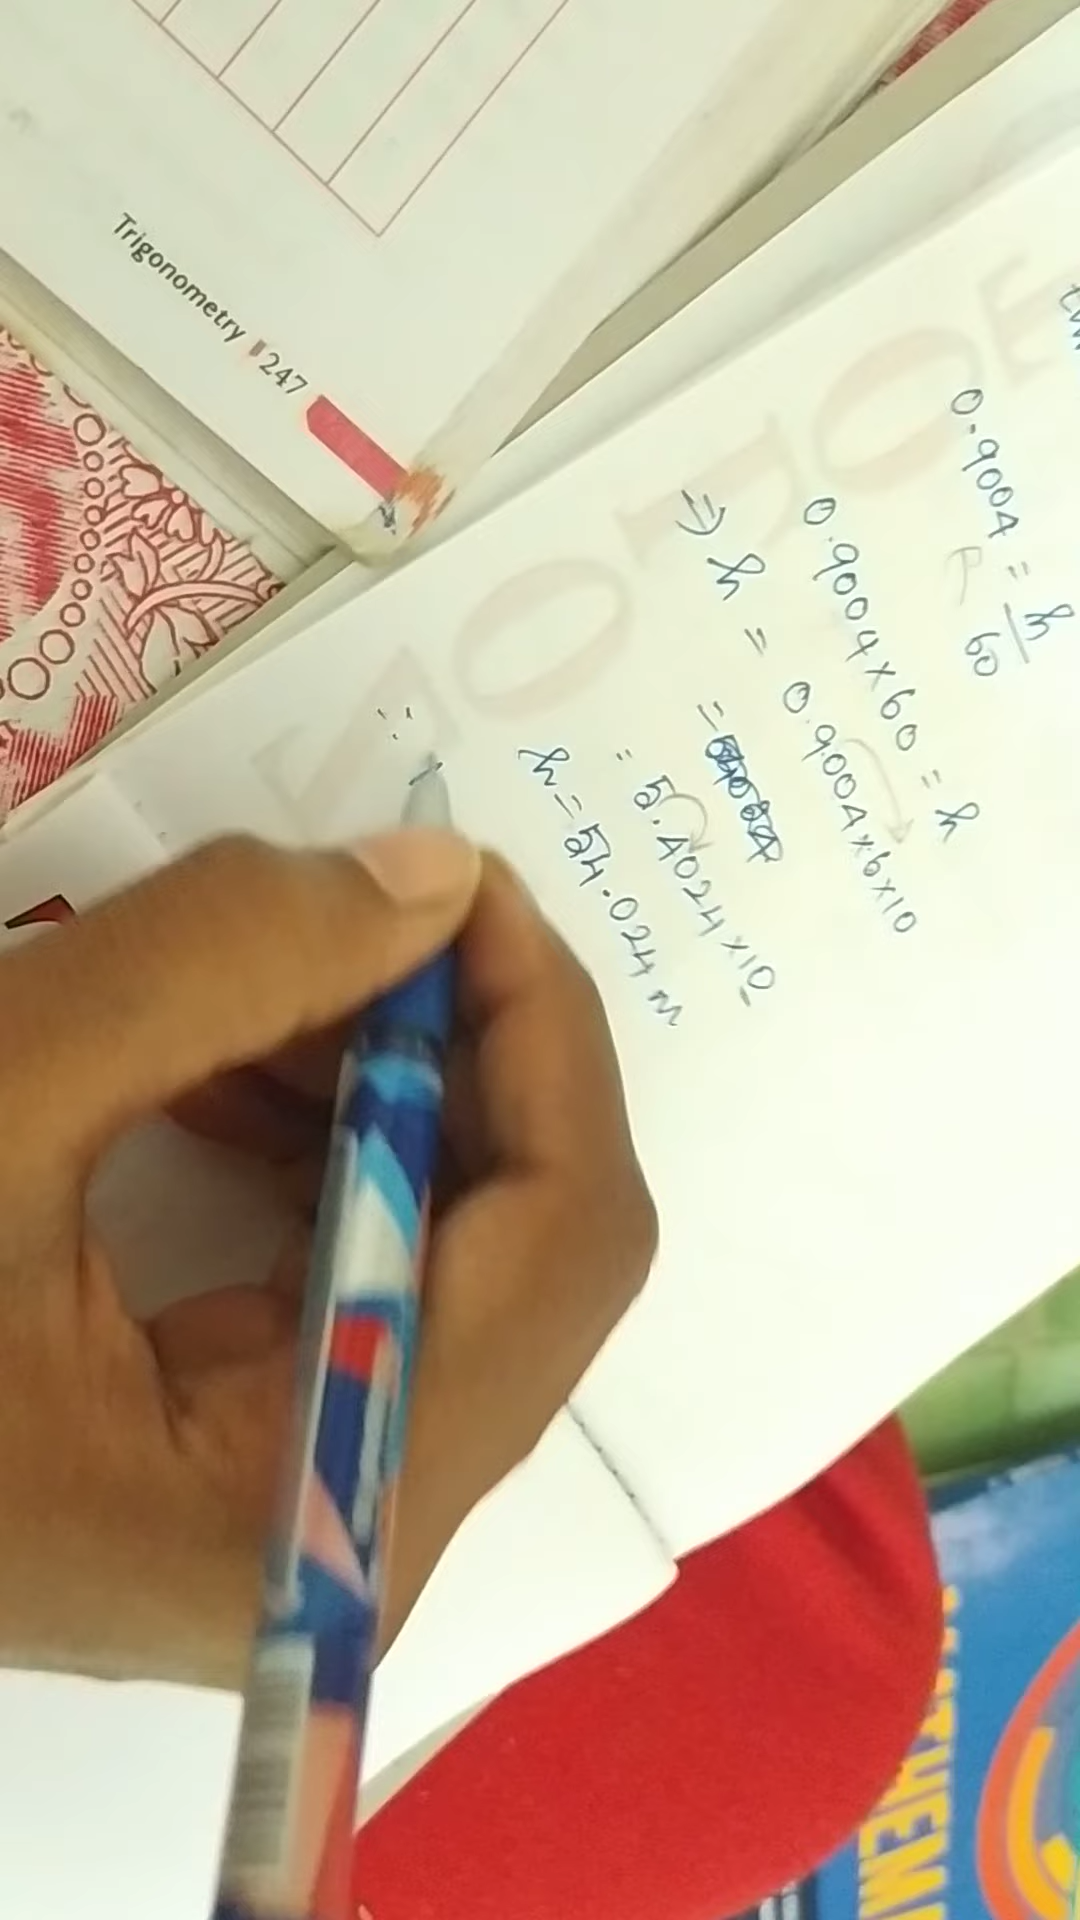 Trigonometry 247
0.9004 = h/60
0.9004 × 60 = h
⇒ h = 0.9004 × 6 × 10
= 5.4024 × 10
h = 54.024 m
∴